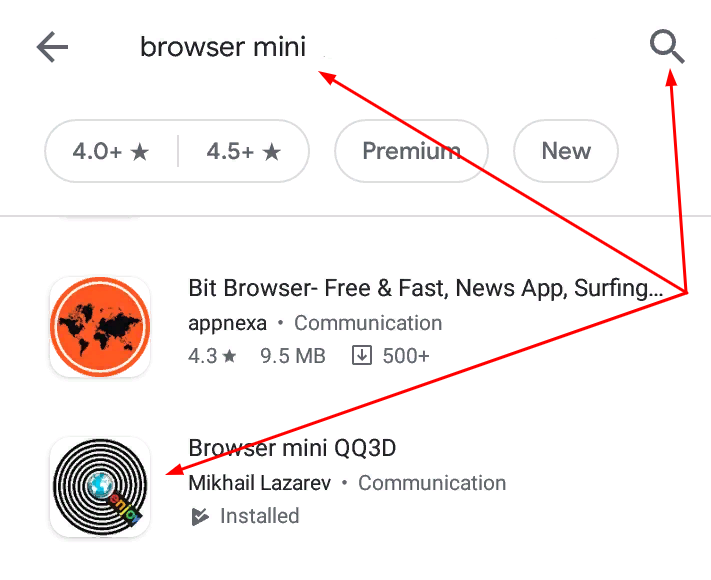 browser mini
4.0+ ★ 4.5+ ★ Premium New
Bit Browser- Free & Fast, News App, Surfing...
appnexa • Communication
4.3 ★ 9.5 MB 500+
Browser mini QQ3D
enjoy
Mikhail Lazarev • Communication
Installed